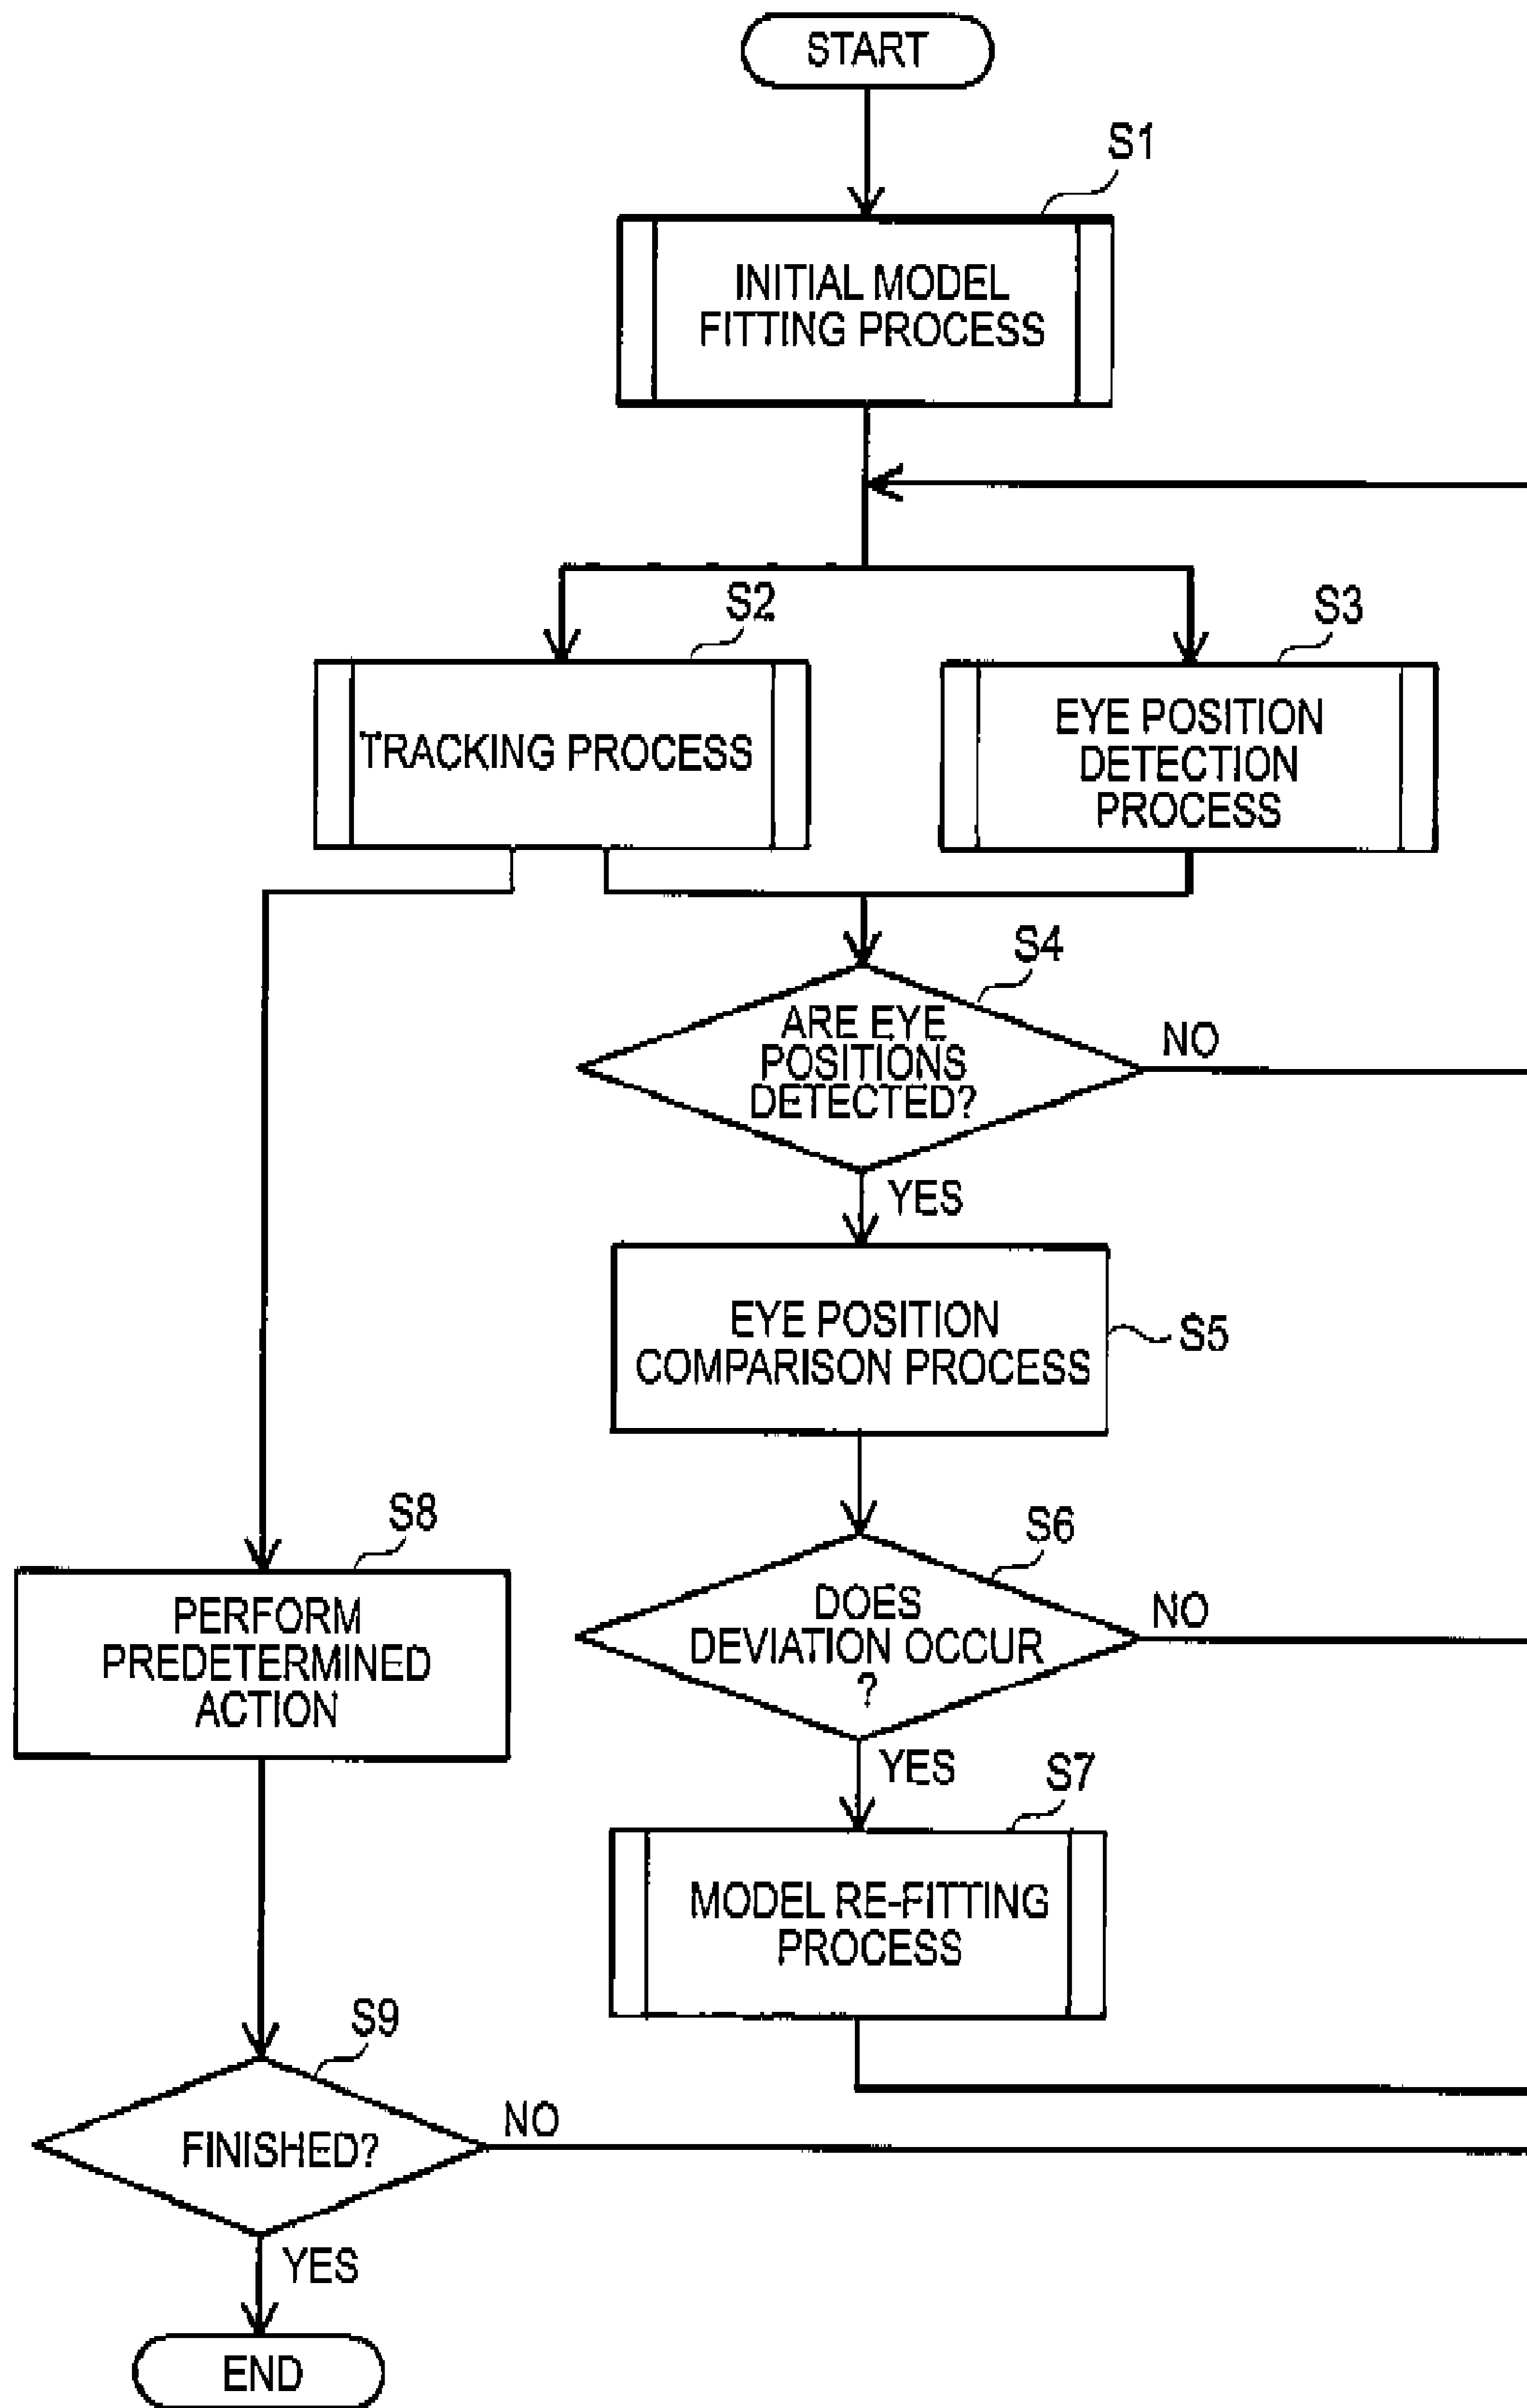 START
S1
INITIAL MODEL
FITTING PROCESS
S2
TRACKING PROCESS
S3
EYE POSITION
DETECTION
PROCESS
S4
ARE EYE
POSITIONS
DETECTED?
NO
YES
EYE POSITION
COMPARISON PROCESS
S5
S6
DOES
DEVIATION OCCUR
?
NO
YES
S7
MODEL RE-FITTING
PROCESS
S8
PERFORM
PREDETERMINED
ACTION
S9
FINISHED?
NO
YES
END